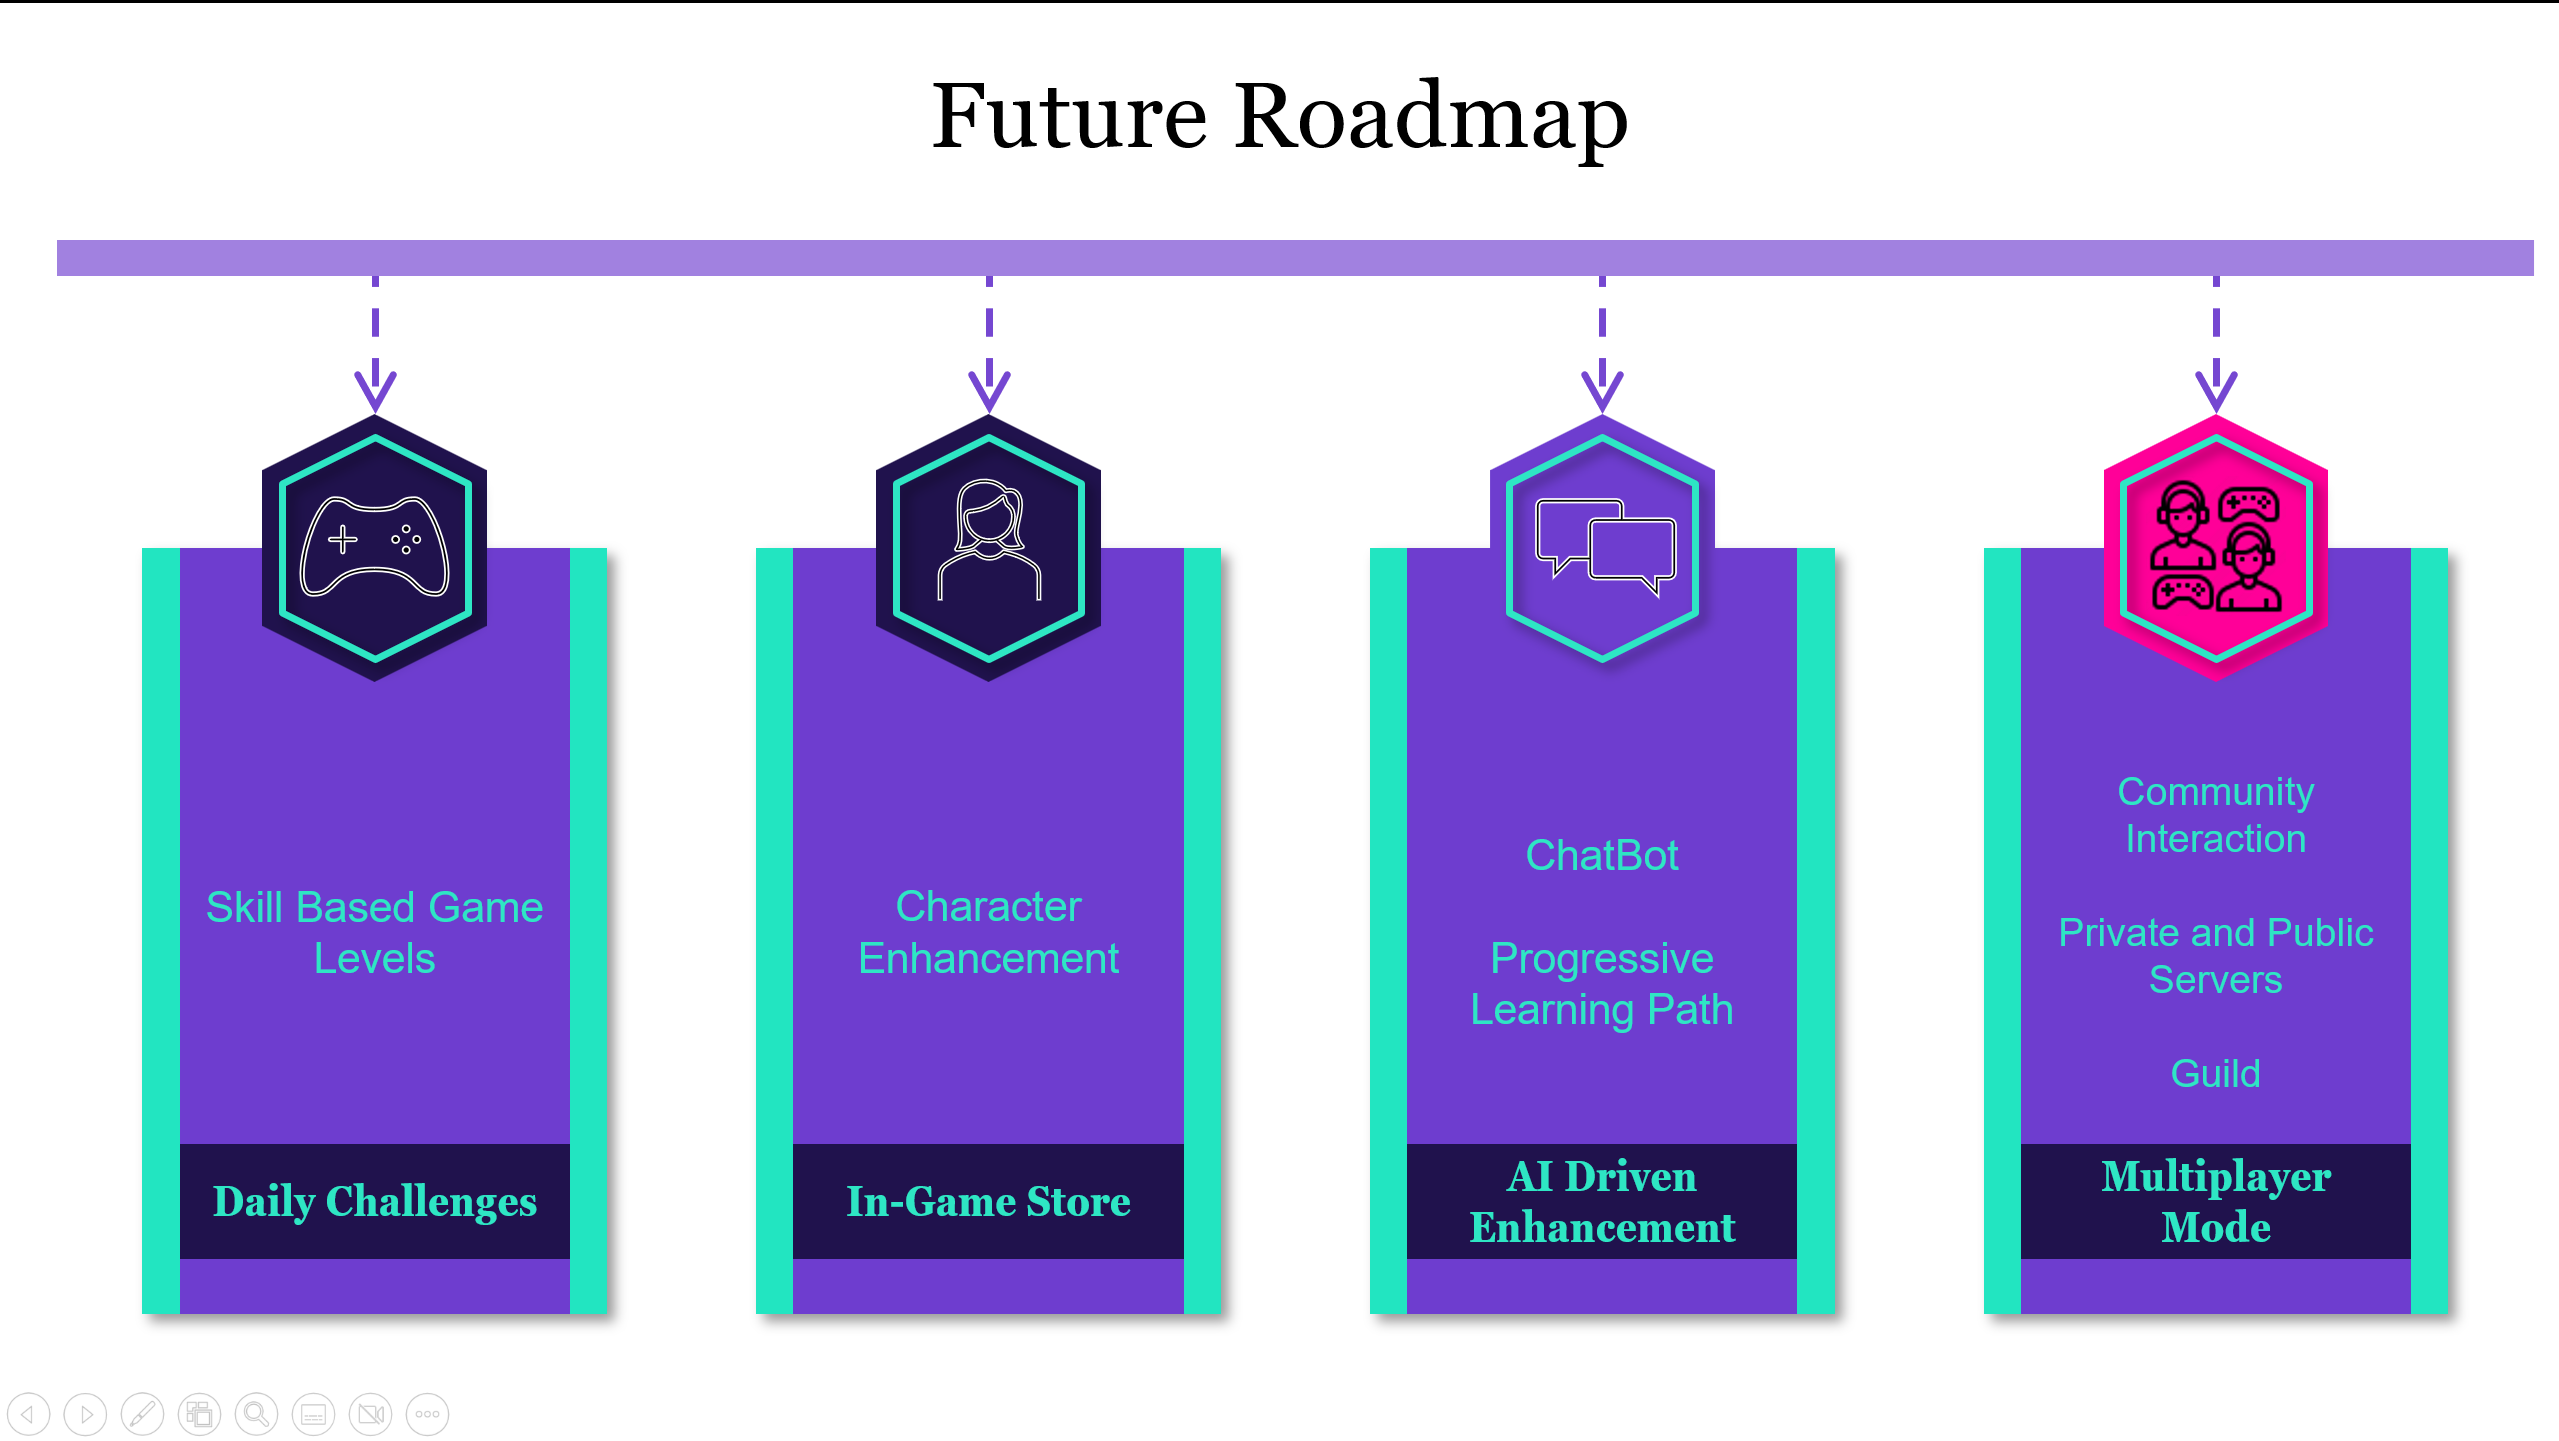 Future Roadmap
Skill Based Game
Levels
Daily Challenges
Character
Enhancement
In-Game Store
ChatBot
Progressive
Learning Path
AI Driven
Enhancement
Community
Interaction
Private and Public
Servers
Guild
Multiplayer
Mode